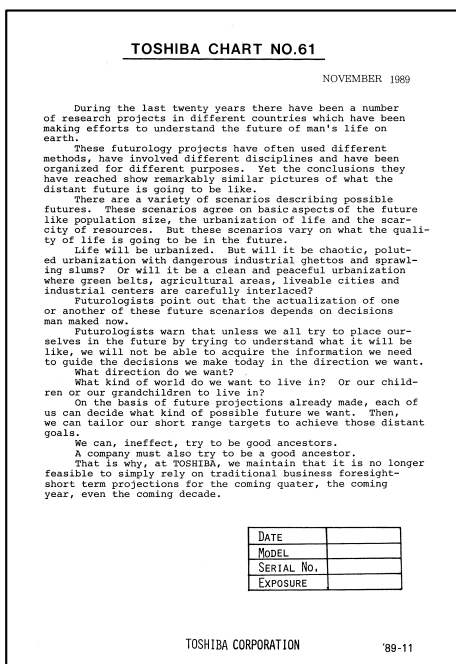 TOSHIBA CHART NO.61
NOVEMBER 1989
During the last twenty years there have been a number
of research projects in different countries which have been
making efforts to understand the future of man's life on
earth.
These futurology projects have often used different
methods, have involved different disciplines and have been
organized for different purposes. Yet the conclusions they
have reached show remarkably similar pictures of what the
distant future is going to be like.
There are a variety of scenarios describing possible
futures. These scenarios agree on basic aspects of the future
like population size, the urbanization of life and the scar-
city of resources. But these scenarios vary on what the quali-
ty of life is going to be in the future.
Life will be urbanized. But will it be chaotic, polut-
ed urbanization with dangerous industrial ghettos and sprawl-
ing slums? Or will it be a clean and peaceful urbanization
where green belts, agricultural areas, liveable cities and
industrial centers are carefully interlaced?
Futurologists point out that the actualization of one
or another of these future scenarios depends on decisions
man maked now.
Futurologists warn that unless we all try to place our-
selves in the future by trying to understand what it will be
like, we will not be able to acquire the information we need
to guide the decisions we make today in the direction we want.
What direction do we want?
What kind of world do we want to live in? Or our child-
ren or our grandchildren to live in?
On the basis of future projections already made, each of
us can decide what kind of possible future we want. Then,
we can tailor our short range targets to achieve those distant
goals.
We can, ineffect, try to be good ancestors.
A company must also try to be a good ancestor.
That is why, at TOSHIBA, we maintain that it is no longer
feasible to simply rely on traditional business foresight-
short term projections for the coming quater, the coming
year, even the coming decade.
DATE
MODEL
SERIAL No.
EXPOSURE
TOSHIBA CORPORATION
'89-11